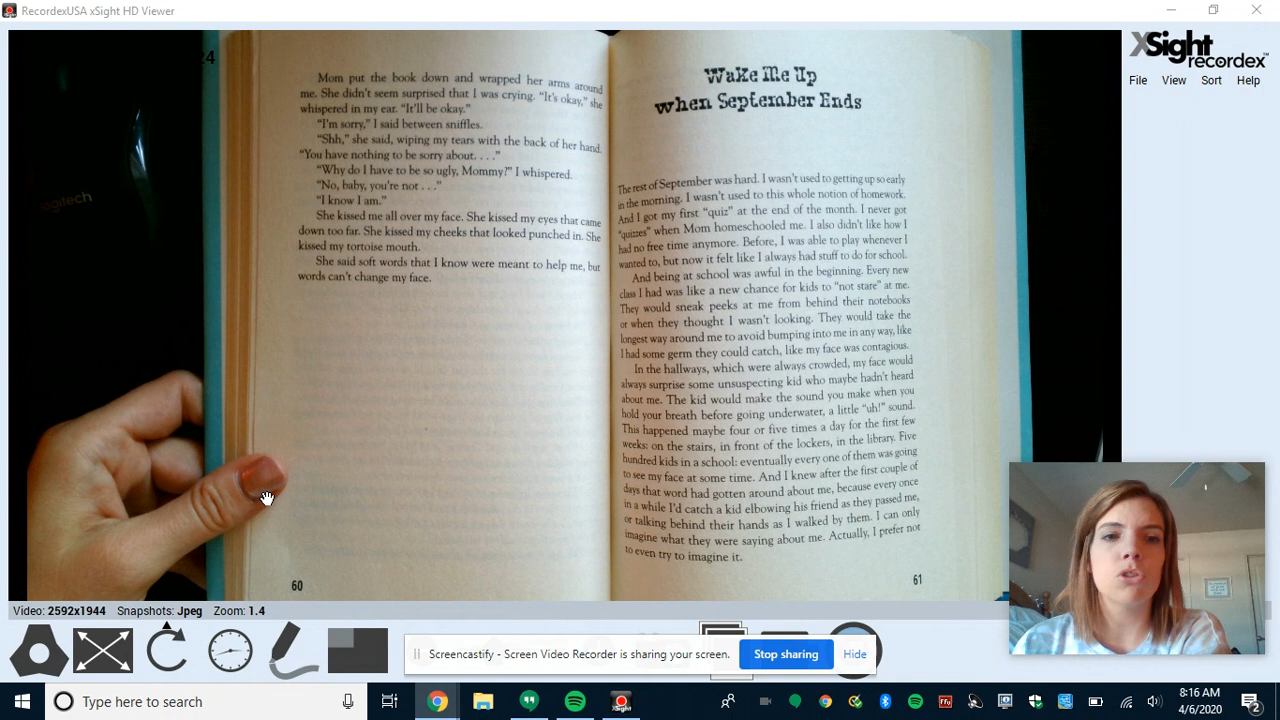 RecordexUSA xSight HD Viewer
24
XSight
recordex
File View Sort Help
Mom put the book down and wrapped her arms around
me. She didn't seem surprised that I was crying. "It's okay," she
whispered in my ear. "It'll be okay."
"I'm sorry," I said between sniffles.
"Shh," she said, wiping my tears with the back of her hand.
"You have nothing to be sorry about. . . ."
"Why do I have to be so ugly, Mommy?" I whispered.
"No, baby, you're not . . ."
"I know I am."
She kissed me all over my face. She kissed my eyes that came
down too far. She kissed my cheeks that looked punched in. She
kissed my tortoise mouth.
She said soft words that I know were meant to help me, but
words can't change my face.
60
Wake Me Up
when September Ends
The rest of September was hard. I wasn't used to getting up so early
in the morning. I wasn't used to this whole notion of homework.
And I got my first "quiz" at the end of the month. I never got
"quizzes" when Mom homeschooled me. I also didn't like how I
had no free time anymore. Before, I was able to play whenever I
wanted to, but now it felt like I always had stuff to do for school.
And being at school was awful in the beginning. Every new
class I had was like a new chance for kids to "not stare" at me.
They would sneak peeks at me from behind their notebooks
or when they thought I wasn't looking. They would take the
longest way around me to avoid bumping into me in any way, like
I had some germ they could catch, like my face was contagious.
In the hallways, which were always crowded, my face would
always surprise some unsuspecting kid who maybe hadn't heard
about me. The kid would make the sound you make when you
hold your breath before going underwater, a little "uh!" sound.
This happened maybe four or five times a day for the first few
weeks: on the stairs, in front of the lockers, in the library. Five
hundred kids in a school: eventually every one of them was going
to see my face at some time. And I knew after the first couple of
days that word had gotten around about me, because every once
in a while I'd catch a kid elbowing his friend as they passed me,
or talking behind their hands as I walked by them. I can only
imagine what they were saying about me. Actually, I prefer not
to even try to imagine it.
61
Video: 2592x1944 Snapshots: Jpeg Zoom: 1.4
Screencastify - Screen Video Recorder is sharing your screen. Stop sharing Hide
Type here to search
8:16 AM
4/6/2020
2